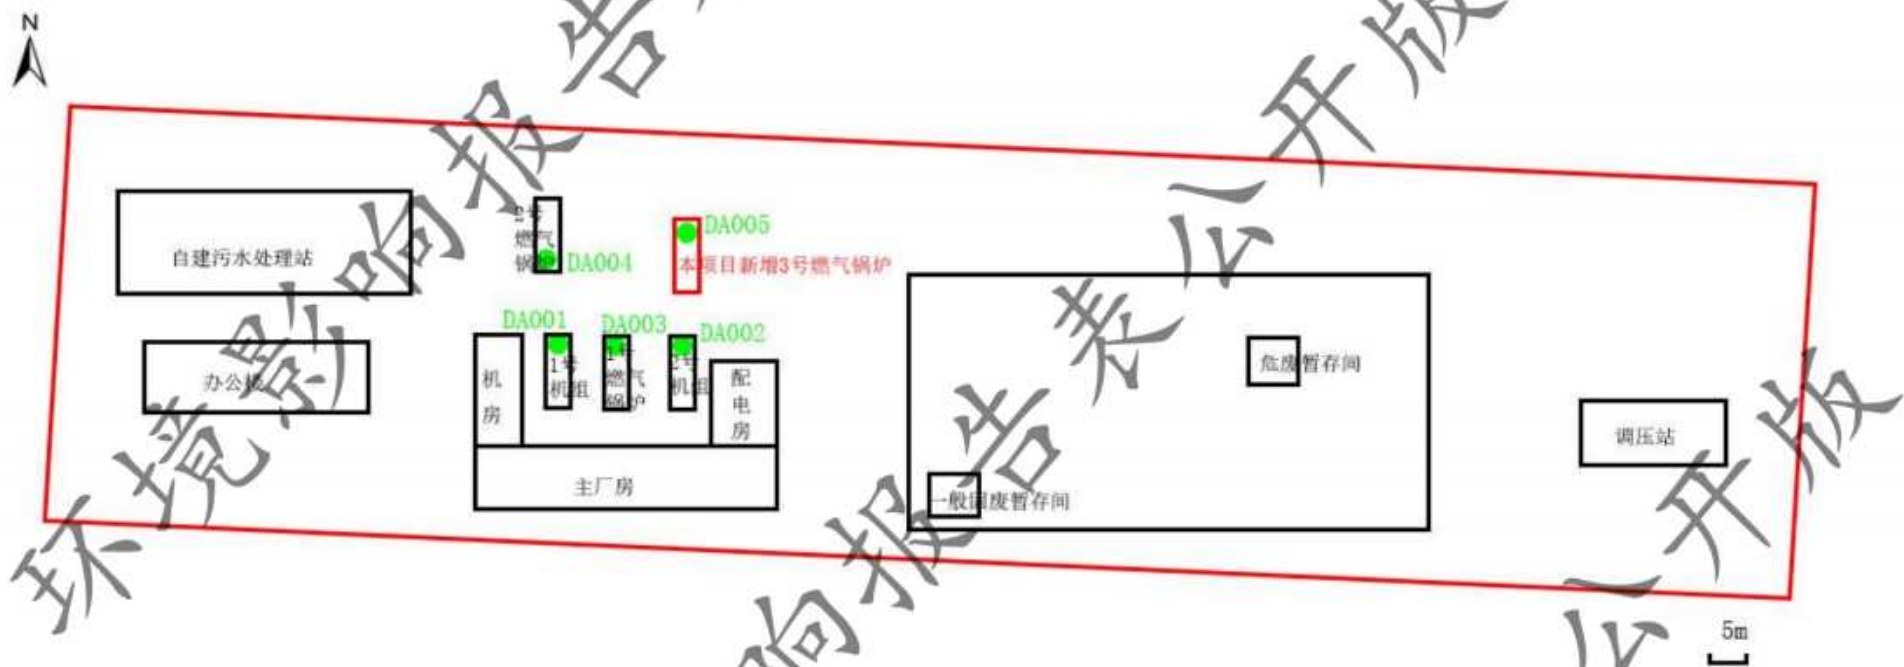 N
环境影响报告
响报告表公开版
公开版
自建污水处理站
办公楼
2号
燃气
锅炉
DA004
DA005
本项目新增3号燃气锅炉
DA001
DA003
DA002
机
房
1号
机组
1号
燃气
锅炉
2号
机组
配
电
房
主厂房
危废暂存间
一般固废暂存间
调压站
5m